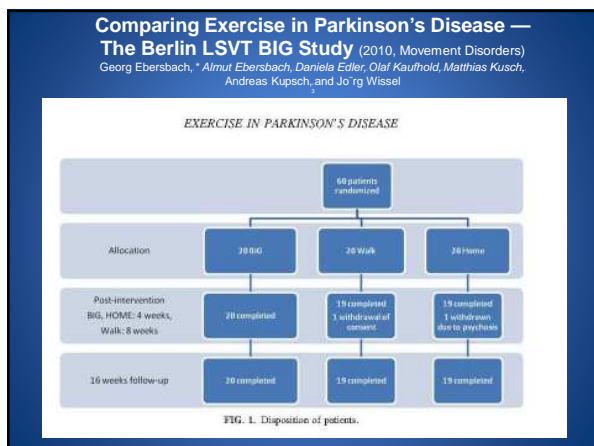 Comparing Exercise in Parkinson's Disease —
The Berlin LSVT BIG Study (2010, Movement Disorders)
Georg Ebersbach, * Almut Ebersbach, Daniela Edler, Olaf Kaufhold, Matthias Kusch,
Andreas Kupsch, and Jo¨rg Wissel
3
EXERCISE IN PARKINSON'S DISEASE
60 patients
randomized
Allocation
20 BIG
20 Walk
20 Home
Post-intervention
BIG, HOME: 4 weeks,
Walk: 8 weeks
20 completed
19 completed
1 withdrawal of
consent
19 completed
1 withdrawn
due to psychosis
16 weeks follow-up
20 completed
19 completed
19 completed
FIG. 1. Disposition of patients.